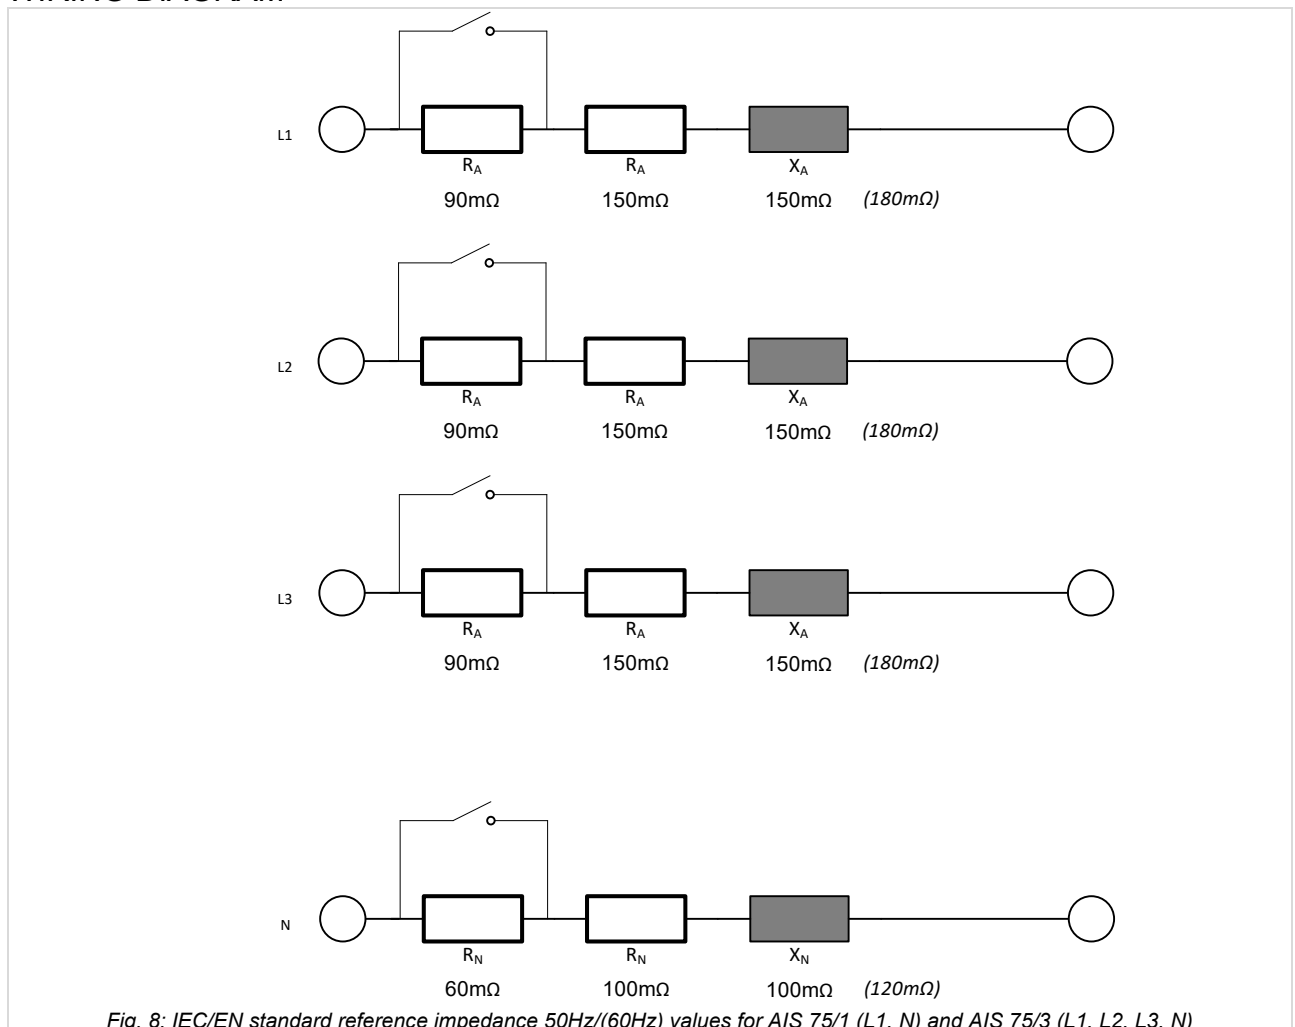 WIRING DIAGRAM
L1
RA RA XA
90mΩ 150mΩ 150mΩ (180mΩ)
L2
RA RA XA
90mΩ 150mΩ 150mΩ (180mΩ)
L3
RA RA XA
90mΩ 150mΩ 150mΩ (180mΩ)
N
RN RN XN
60mΩ 100mΩ 100mΩ (120mΩ)
Fig. 8: IEC/EN standard reference impedance 50Hz/(60Hz) values for AIS 75/1 (L1, N) and AIS 75/3 (L1, L2, L3, N)